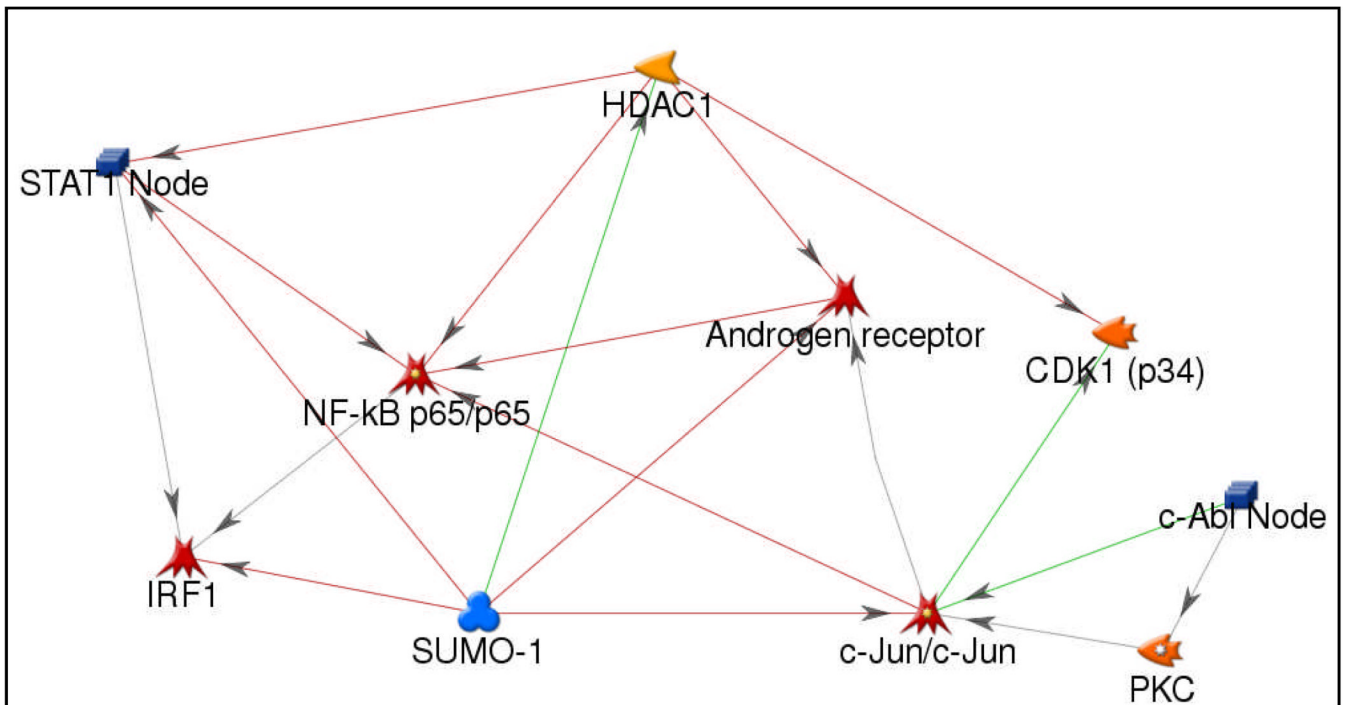 HDAC1
STAT1 Node
Androgen receptor
CDK1 (p34)
NF-kB p65/p65
c-Abl Node
IRF1
SUMO-1
c-Jun/c-Jun
PKC